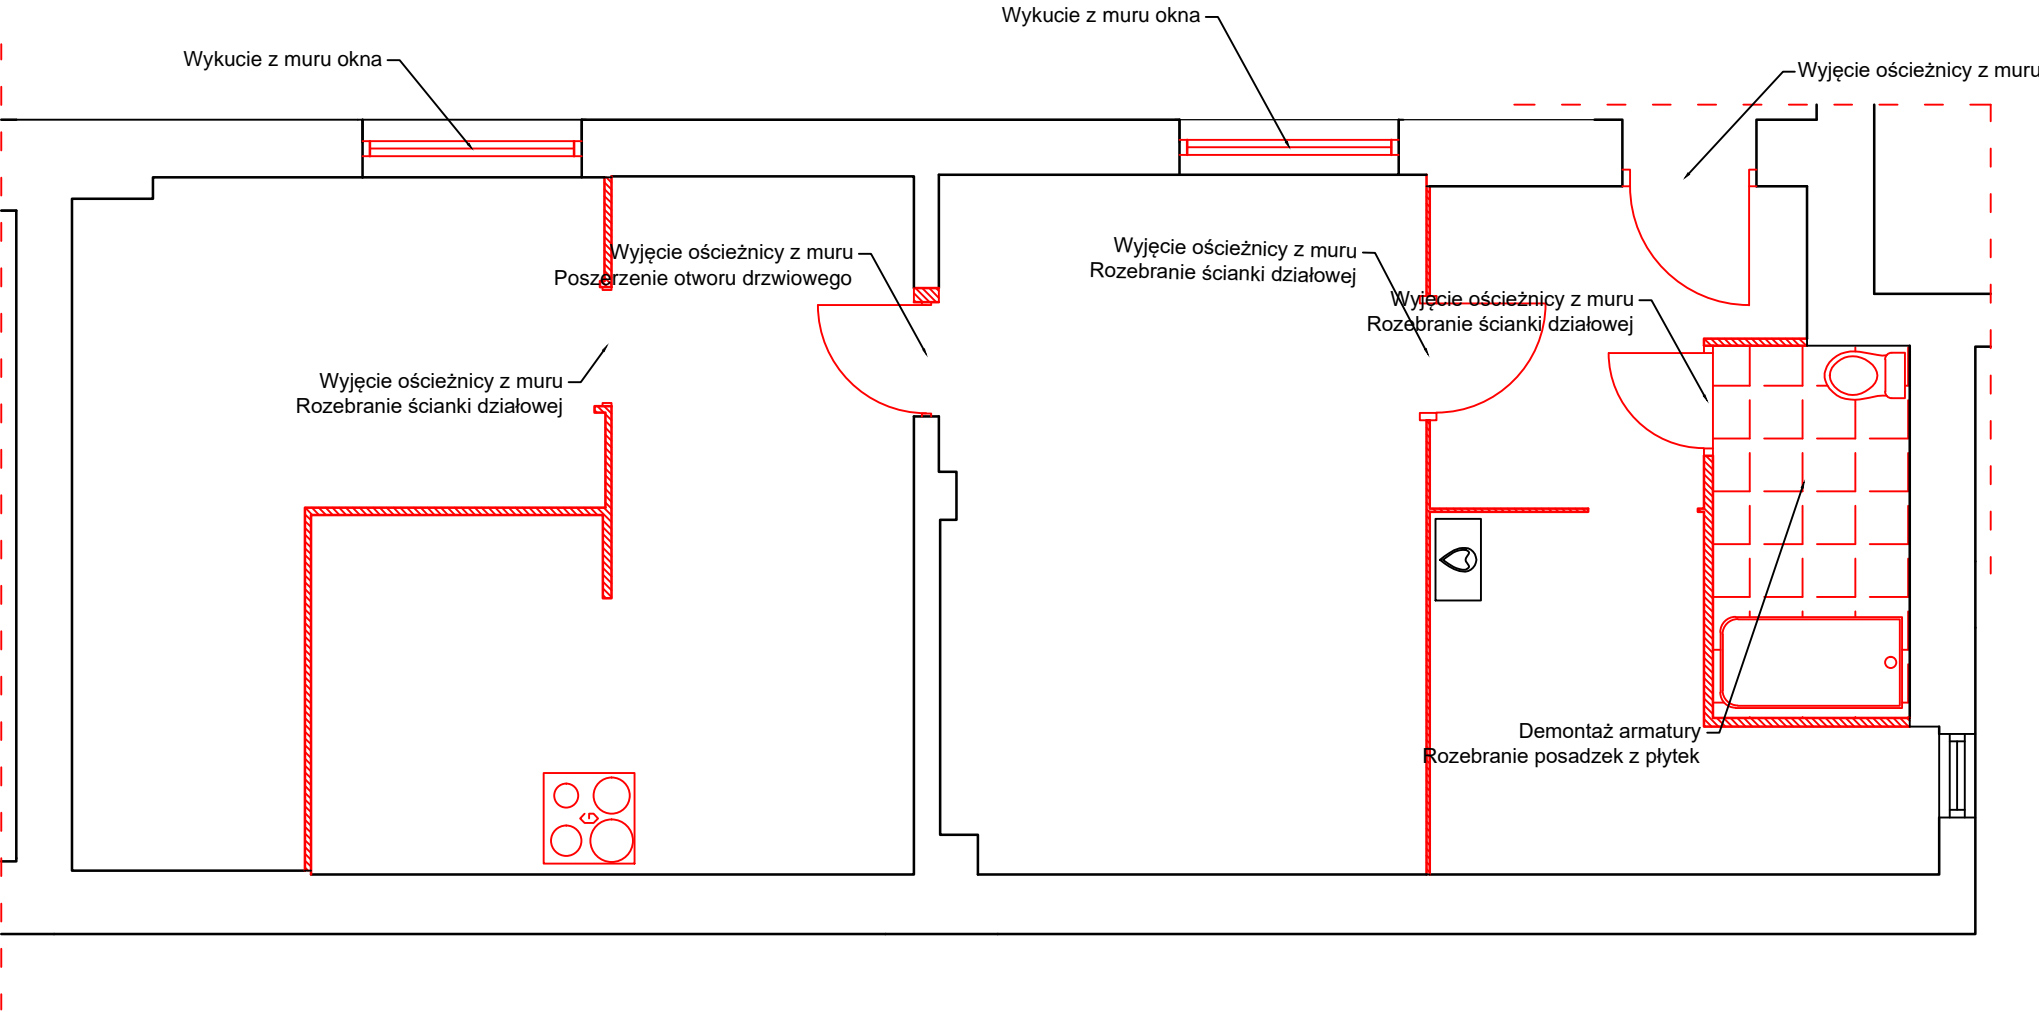 Wykucie z muru okna
Wykucie z muru okna
Wyjęcie ościeżnicy z muru
Wyjęcie ościeżnicy z muru
Poszerzenie otworu drzwiowego
Wyjęcie ościeżnicy z muru
Rozebranie ścianki działowej
Wyjęcie ościeżnicy z muru
Rozebranie ścianki działowej
Wyjęcie ościeżnicy z muru
Rozebranie ścianki działowej
Demontaż armatury
Rozebranie posadzek z płytek
G